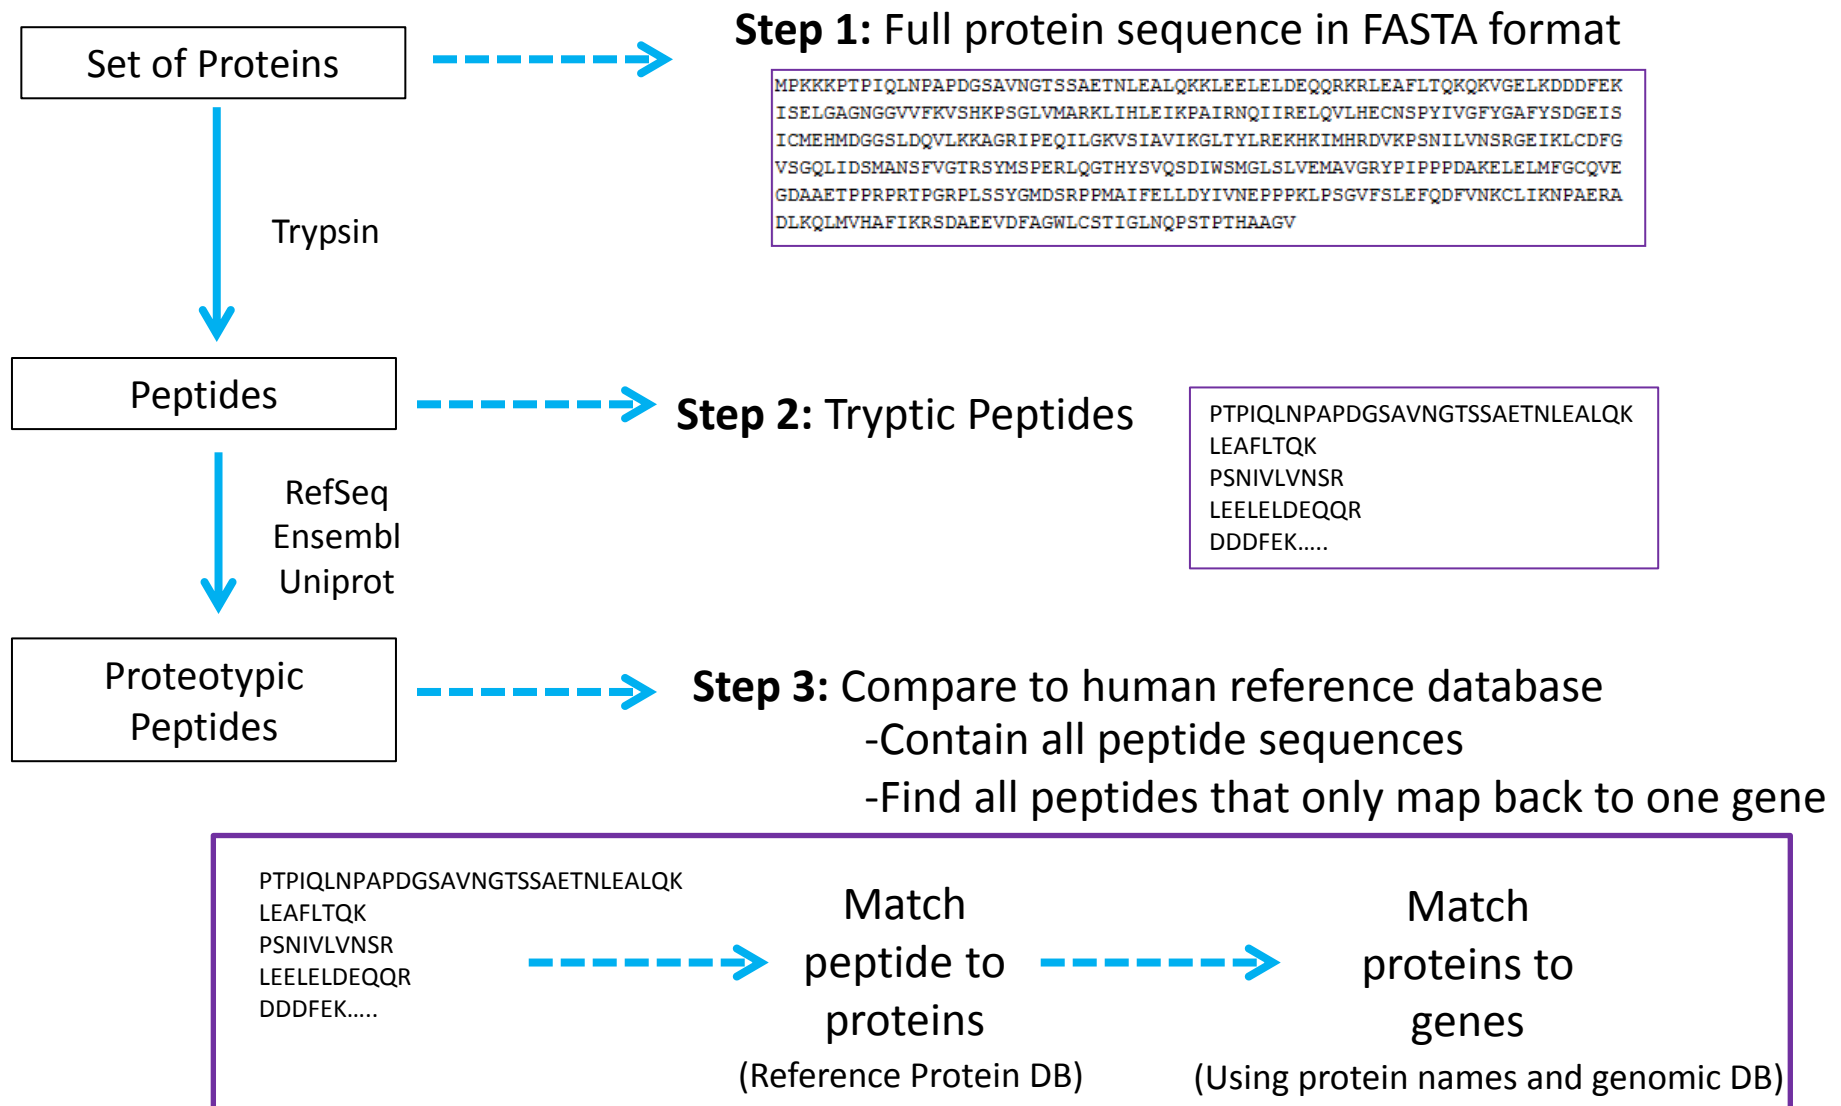 Set of Proteins
Step 1: Full protein sequence in FASTA format
MPKKKPTPIQLNPAPDGSAVNGTSSAETNLEALQKKLEELELDEQQRKRLEAFLTQKQKVGELKDDDFEK
ISELGAGNGGVVFKVSHKPSGLVMARKLIHLEIKPAIRNQIIRELQVLHECNSPYIVGFYGAFYSDGEIS
ICMEHMDGGSLDQVLKKAGRIPEQILGKVSIAVIKGLTYLREKHKIMHRDVKPSNILVNSRGEIKLCDFG
VSGQLIDSMANSFVGTRSYMSPERLQGTHYSVQSDIWSMGLSLVEMAVGRYPIPPPDAKELELMFGCQVE
GDAAETPPRPRTPGRPLSSYGMDSRPPMAIFELLDYIVNEPPPKLPSGVFSLEFQDFVNKCLIKNPAERA
DLKQLMVHAFIKRSDAEEVDFAGWLCSTIGLNQPSTPTHAAGV
Trypsin
Peptides
Step 2: Tryptic Peptides
PTPIQLNPAPDGSAVNGTSSAETNLEALQK
LEAFLTQK
PSNIVLVNSR
LEELELDEQQR
DDDFEK.....
RefSeq
Ensembl
Uniprot
Proteotypic
Peptides
Step 3: Compare to human reference database
-Contain all peptide sequences
-Find all peptides that only map back to one gene
PTPIQLNPAPDGSAVNGTSSAETNLEALQK
LEAFLTQK
PSNIVLVNSR
LEELELDEQQR
DDDFEK.....
Match
peptide to
proteins
(Reference Protein DB)
Match
proteins to
genes
(Using protein names and genomic DB)